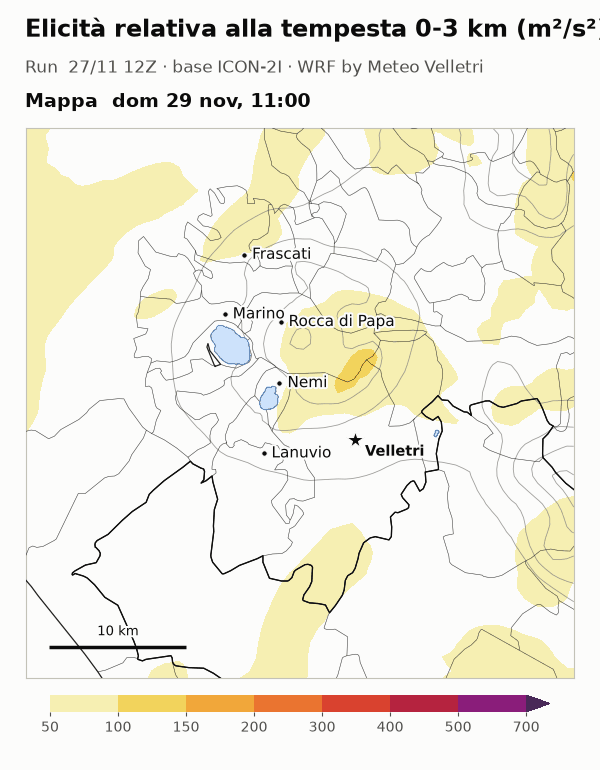 Elicità relativa alla tempesta 0-3 km (m²/s²)
Run 27/11 12Z · base ICON-2I · WRF by Meteo Velletri
Mappa dom 29 nov, 11:00
Frascati
Marino
Rocca di Papa
Nemi
Velletri
Lanuvio
10 km
50 100 150 200 300 400 500 700